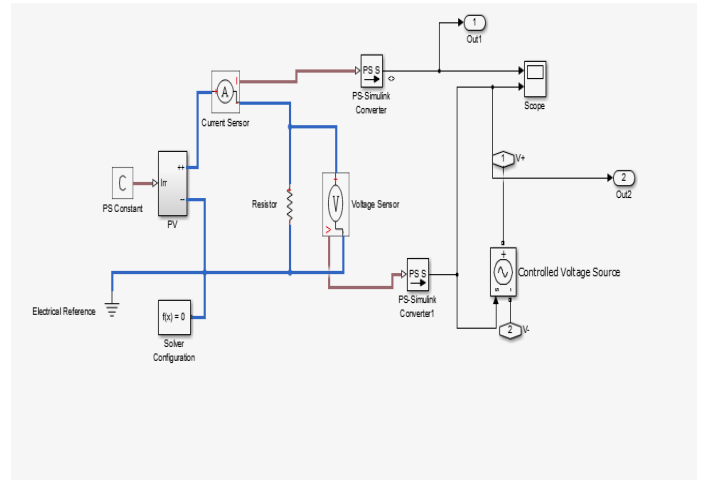 1
Out1
PS S
PS-Simulink
Converter
<>
Scope
I
A
Current Sensor
1
V+
2
Out2
C
PS Constant
Irr
++
--
PV
Resistor
+
V
V
Voltage Sensor
PS S
PS-Simulink
Converter1
+
s
-
Controlled Voltage Source
2
V-
Electrical Reference
f(x) = 0
Solver
Configuration